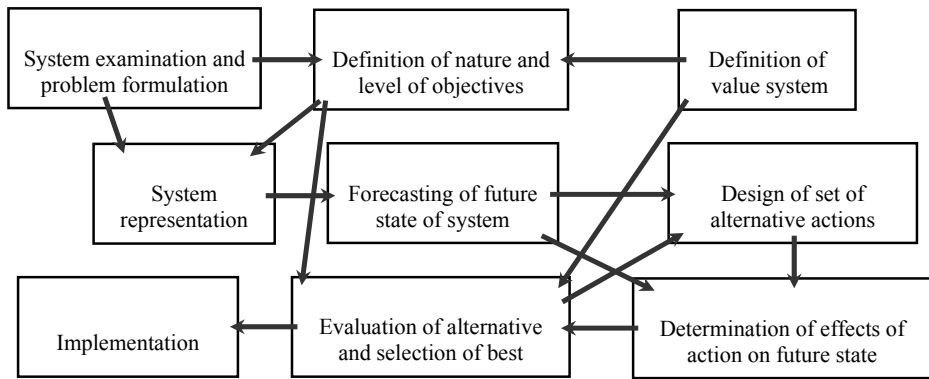 System examination and
problem formulation
Definition of nature and
level of objectives
Definition of
value system
System
representation
Forecasting of future
state of system
Design of set of
alternative actions
Implementation
Evaluation of alternative
and selection of best
Determination of effects of
action on future state